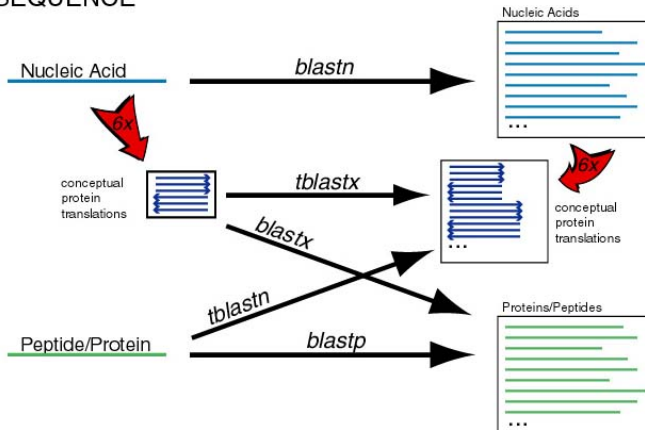 SEQUENCE
Nucleic Acids
Nucleic Acid
blastn
...
6x
6x
conceptual
protein
translations
tblastx
...
conceptual
protein
translations
blastx
tblastn
Proteins/Peptides
Peptide/Protein
blastp
...